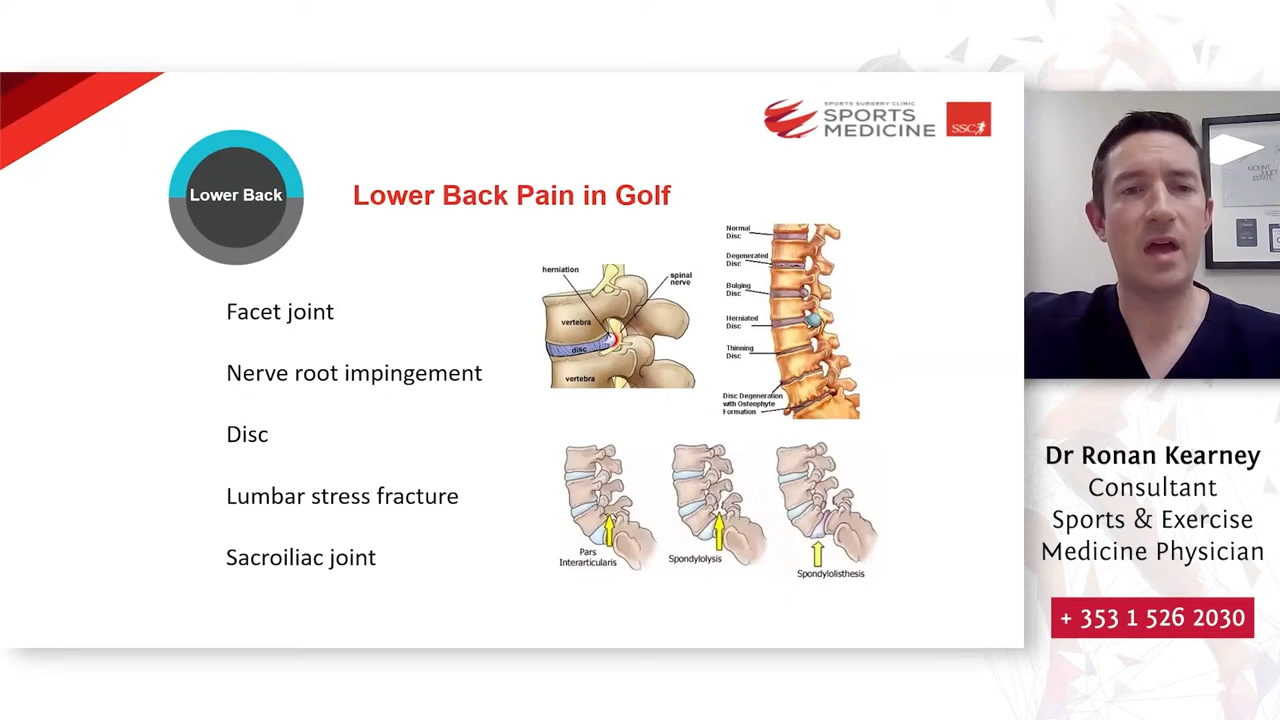 SPORTS SURGERY CLINIC
SPORTS
MEDICINE
SSC
Lower Back
Lower Back Pain in Golf
Facet joint
Nerve root impingement
Disc
Lumbar stress fracture
Sacroiliac joint
herniation
spinal
nerve
vertebra
disc
vertebra
Normal
Disc
Degenerated
Disc
Bulging
Disc
Herniated
Disc
Thinning
Disc
Disc Degeneration
with Osteophyte
Formation
Pars
Interarticularis
Spondylolysis
Spondylolisthesis
MOUNT
JULIET
ESTATE
Dr Ronan Kearney
Consultant
Sports & Exercise
Medicine Physician
+ 353 1 526 2030